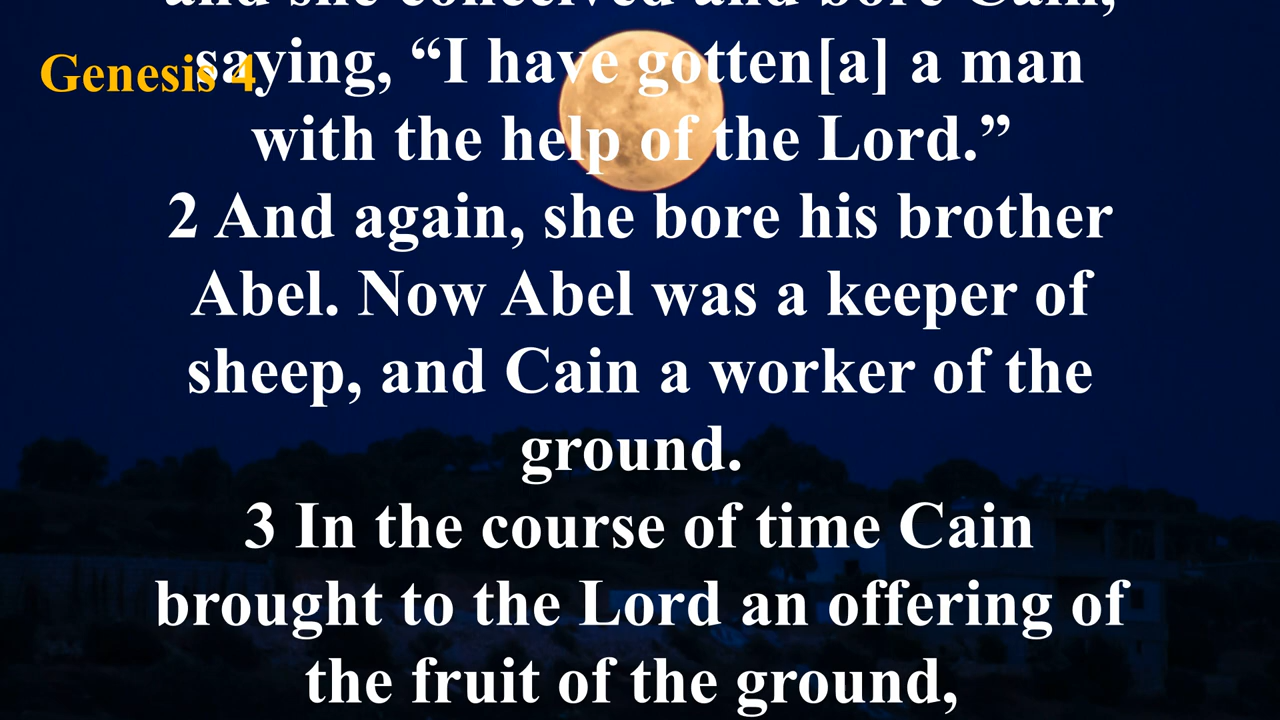 and she conceived and bore Cain,
Genesis 4
saying, “I have gotten[a] a man
with the help of the Lord.”
2 And again, she bore his brother
Abel. Now Abel was a keeper of
sheep, and Cain a worker of the
ground.
3 In the course of time Cain
brought to the Lord an offering of
the fruit of the ground,